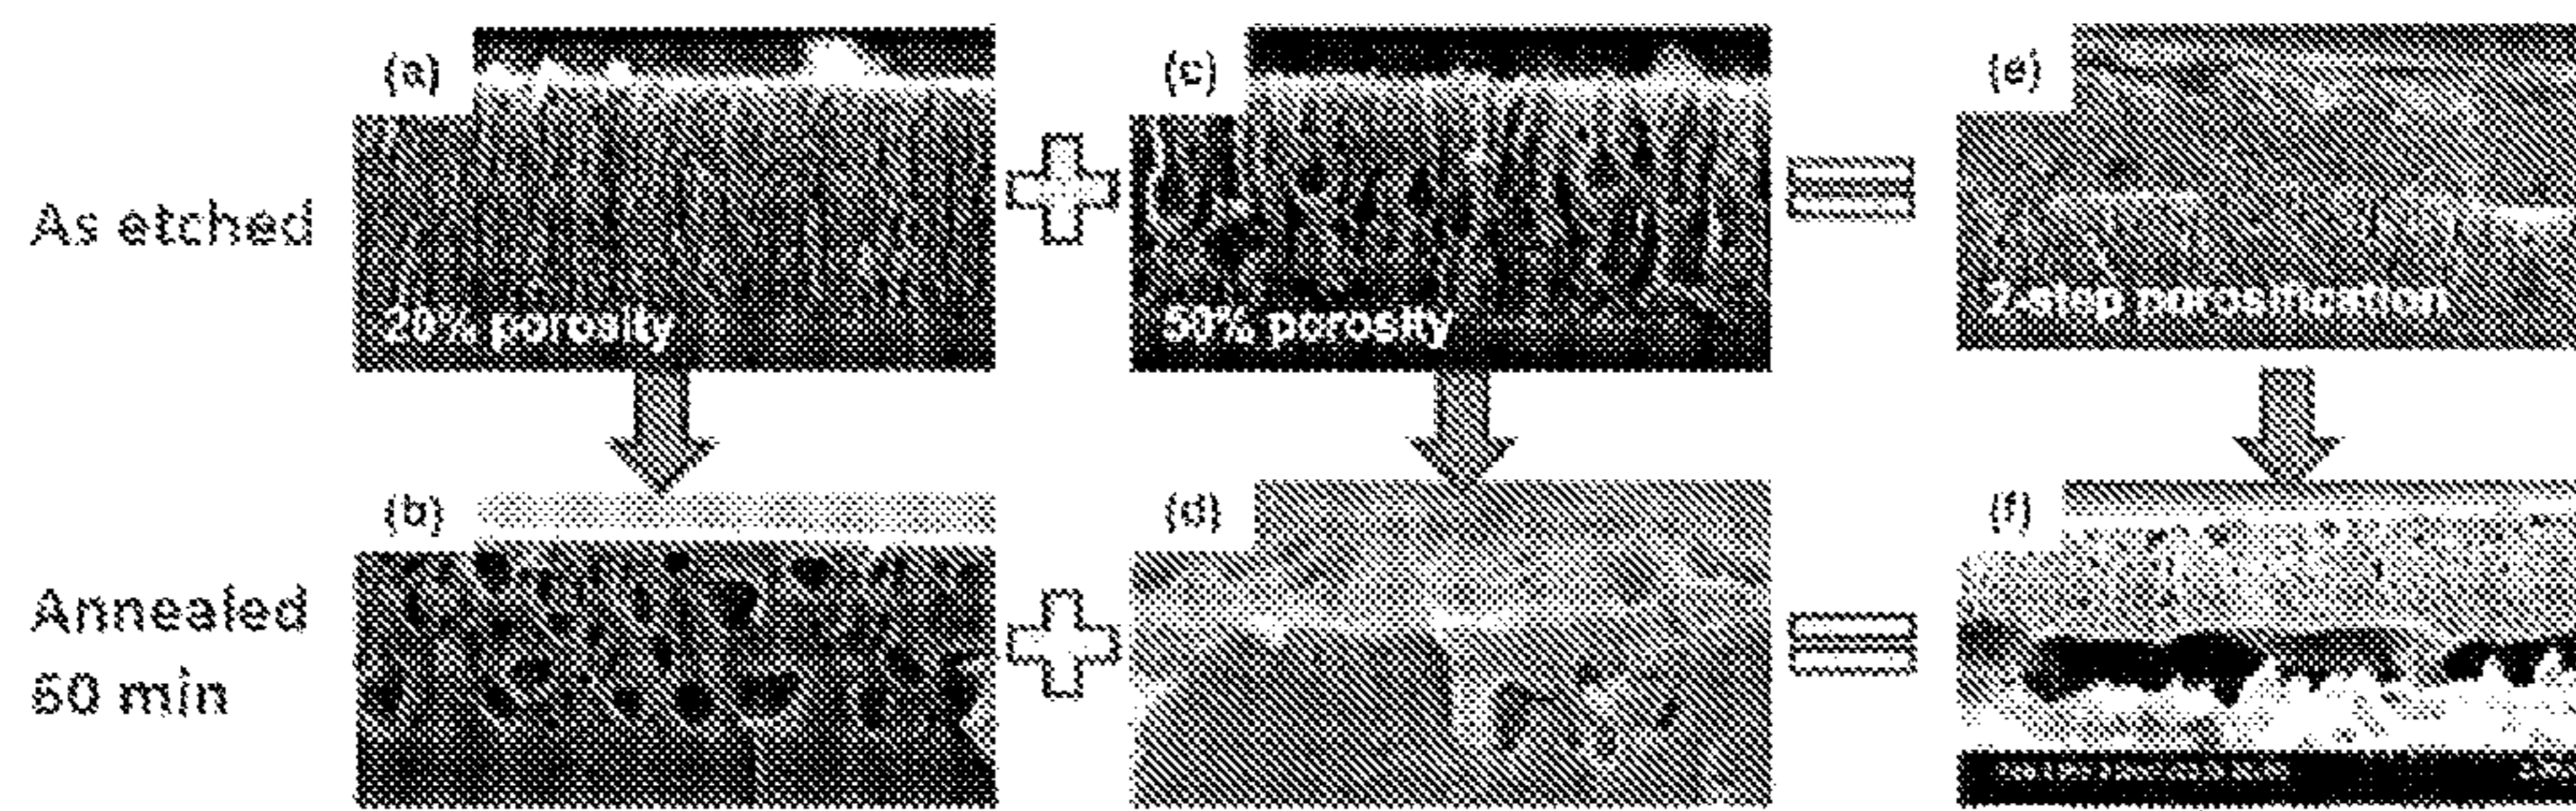 (a)
(c)
(e)
As etched
20% porosity
50% porosity
2-step porosification
(b)
(d)
(f)
Annealed
60 min